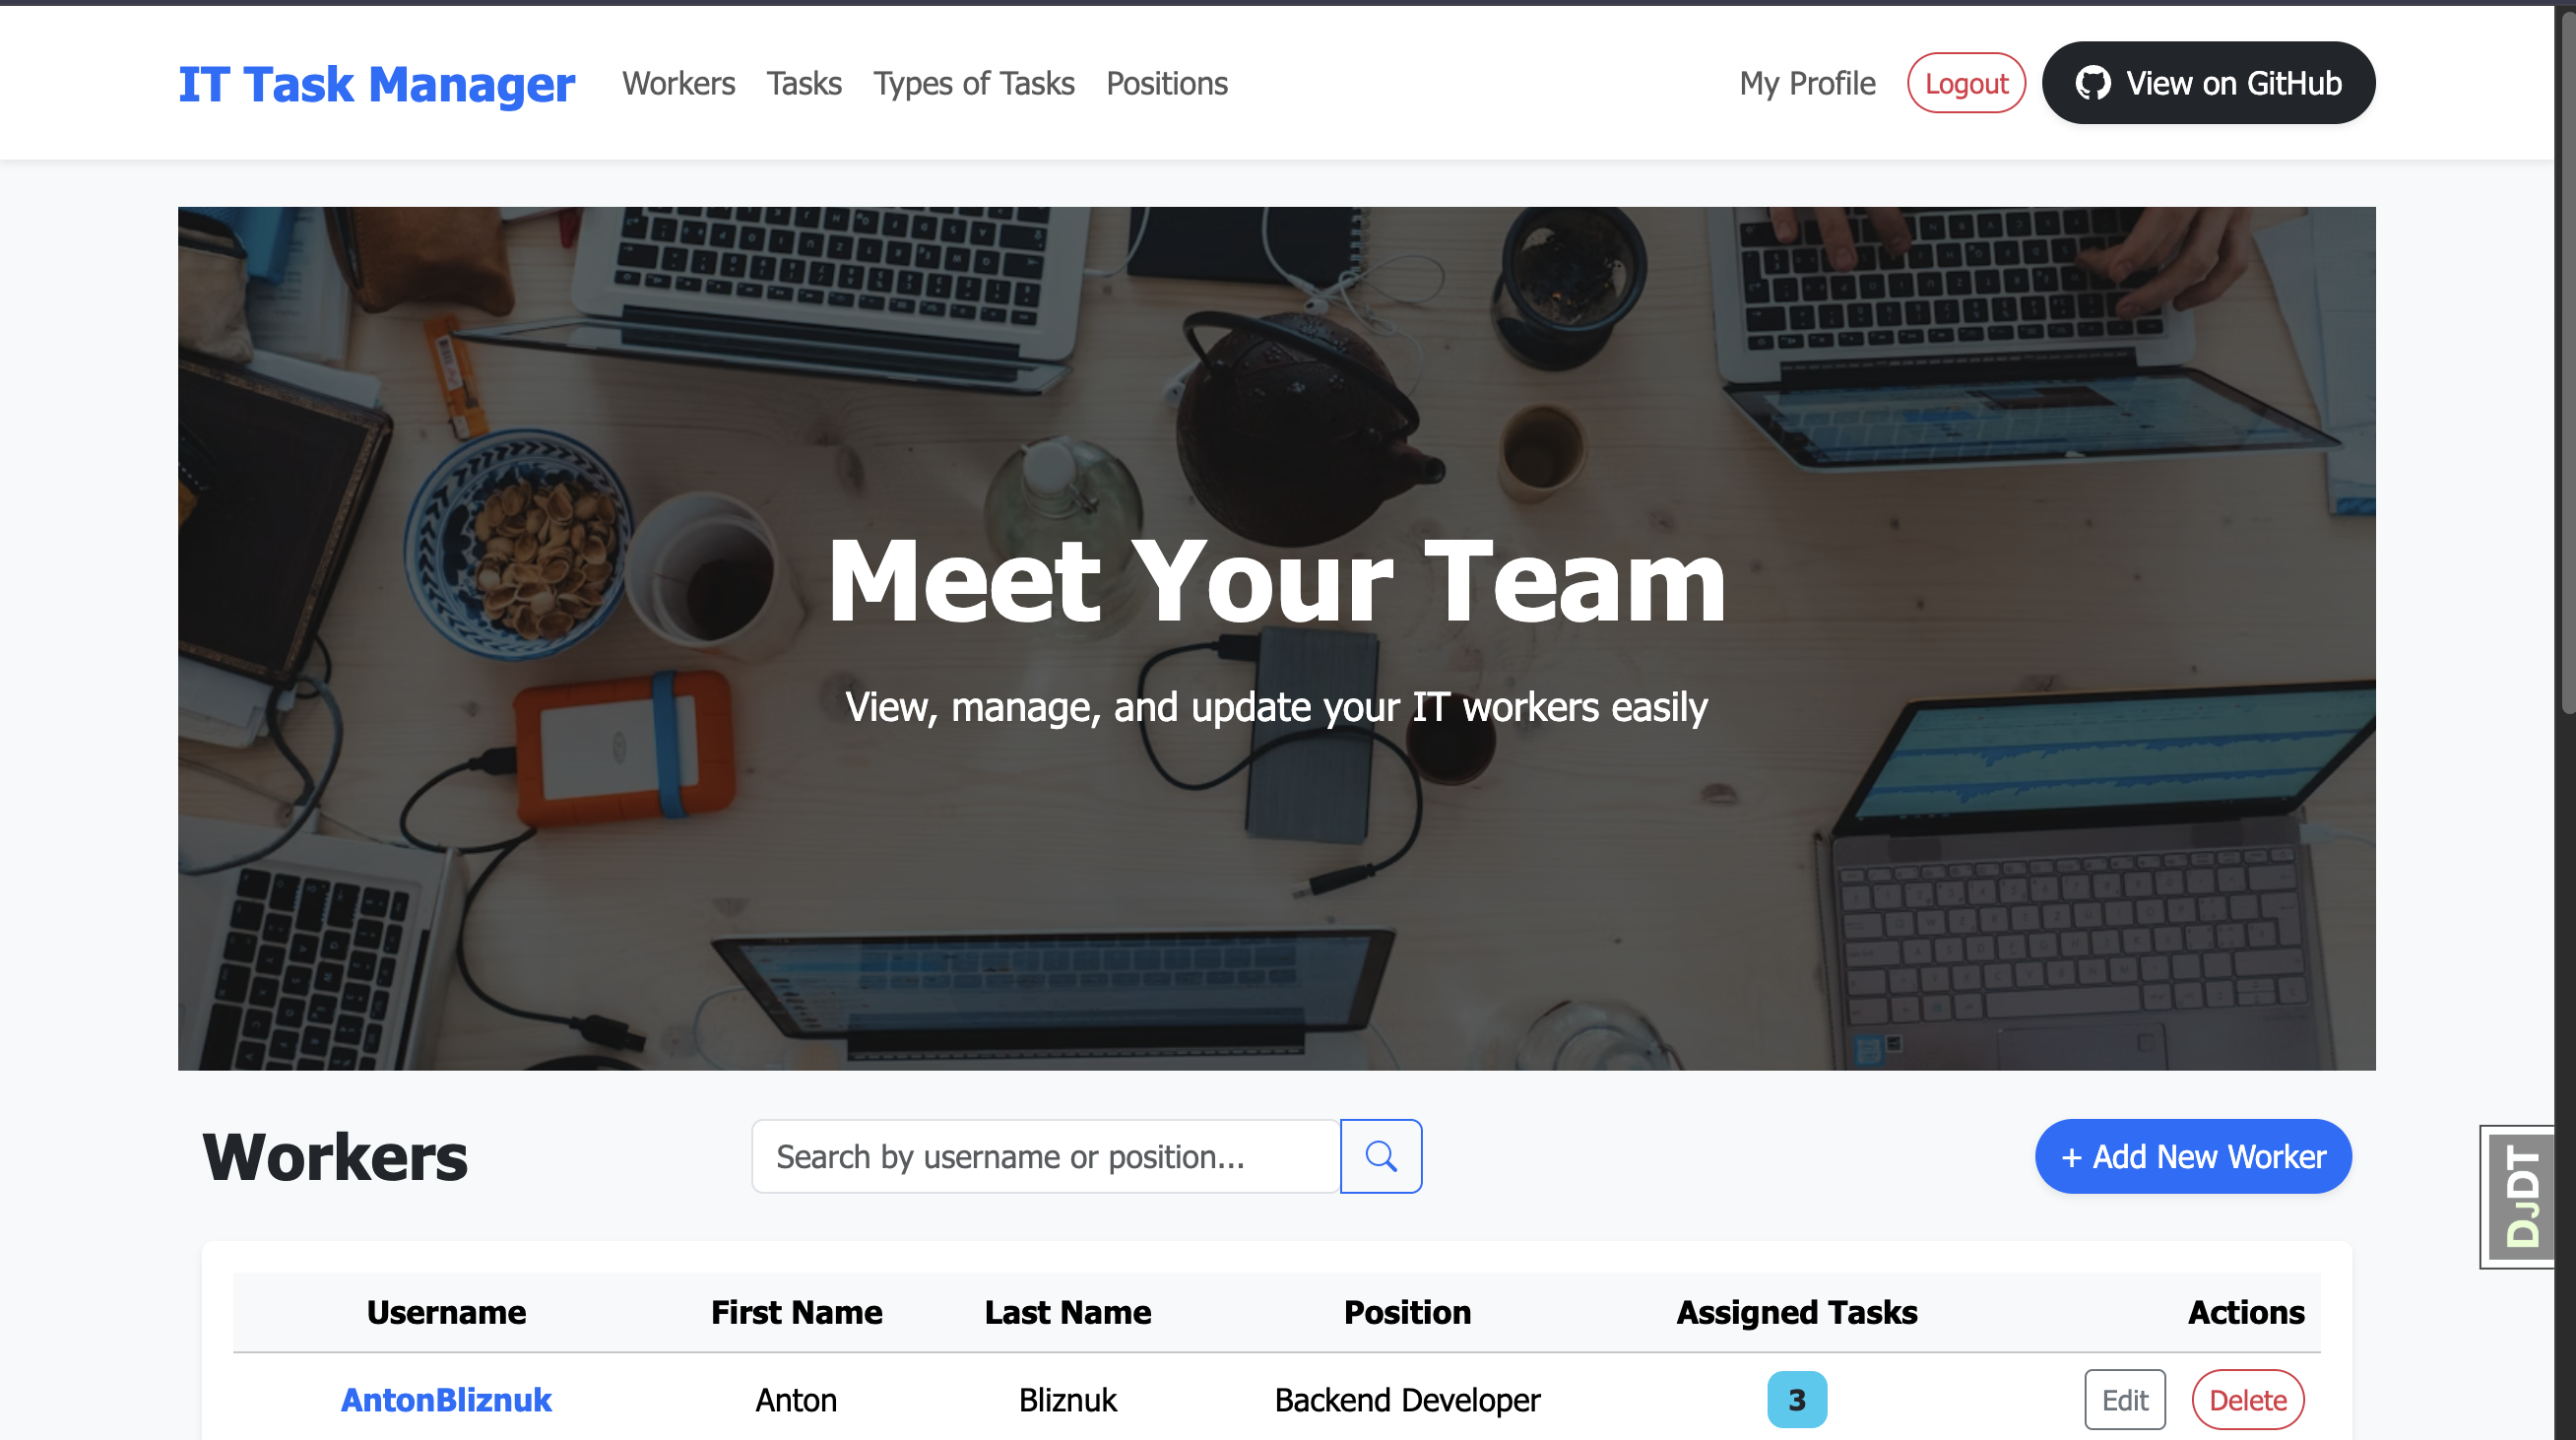 IT Task Manager Workers Tasks Types of Tasks Positions My Profile Logout View on GitHub
Meet Your Team
View, manage, and update your IT workers easily
Workers Search by username or position... + Add New Worker
DJDT
Username First Name Last Name Position Assigned Tasks Actions
AntonBliznuk Anton Bliznuk Backend Developer 3 Edit Delete